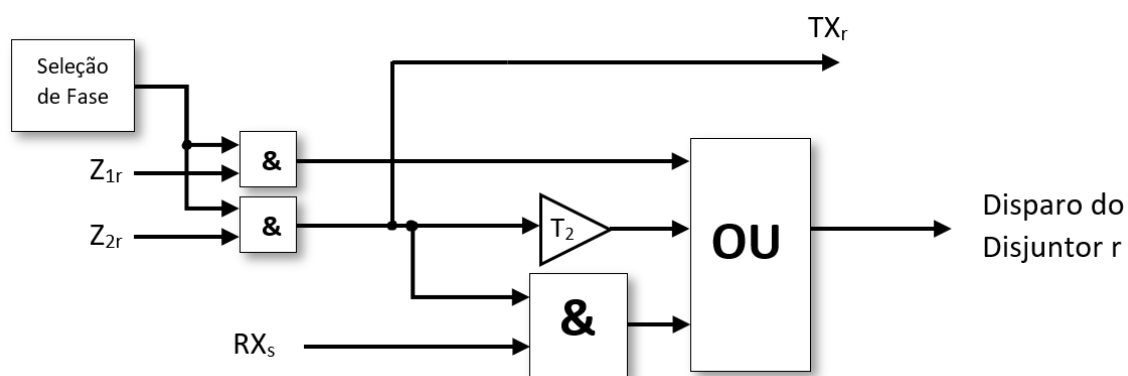 TXr
Seleção
de Fase
&
Z1r
&
Z2r
T2
OU
Disparo do
Disjuntor r
&
RXs